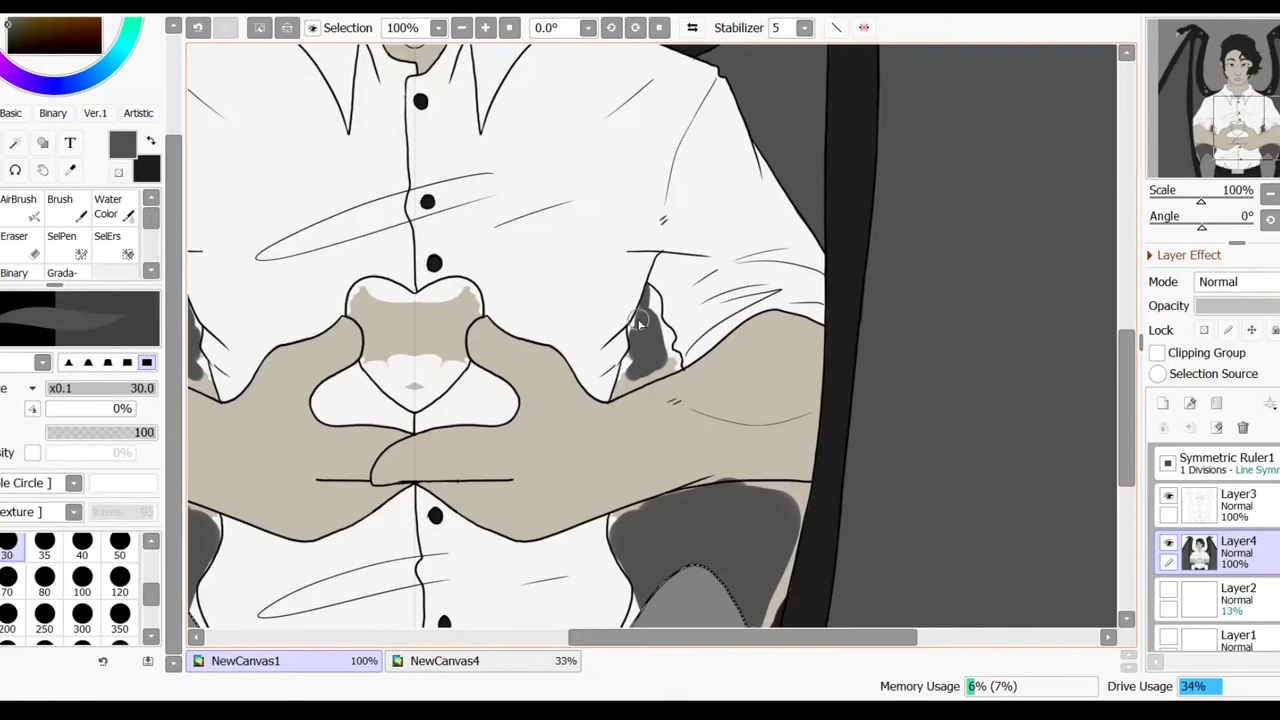 Selection 100% 0.0° Stabilizer 5
Basic Binary Ver.1 Artistic
T
AirBrush Brush Water Color
Eraser SelPen SelErs
Binary Grada-
x0.1 30.0
0%
100
0%
30 35 40 50
70 80 100 120
200 250 300 350
NewCanvas1 100% NewCanvas4 33%
Memory Usage 6% (7%) Drive Usage 34%
Scale 100%
Angle 0°
Layer Effect
Mode Normal
Opacity
Lock
Clipping Group
Selection Source
Symmetric Ruler1
1 Divisions - Line Sym
Layer3
Normal
100%
Layer4
Normal
100%
Layer2
Normal
13%
Layer1
Normal